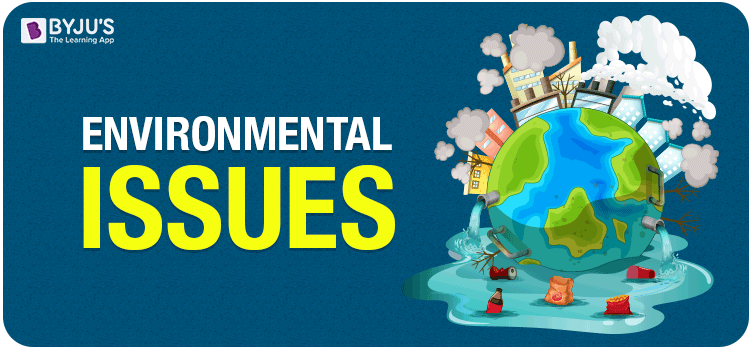 BYJU'S
The Learning App
ENVIRONMENTAL
ISSUES